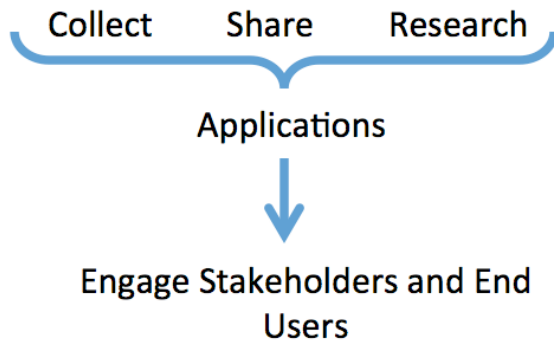 Collect Share Research
Applications
Engage Stakeholders and End
Users